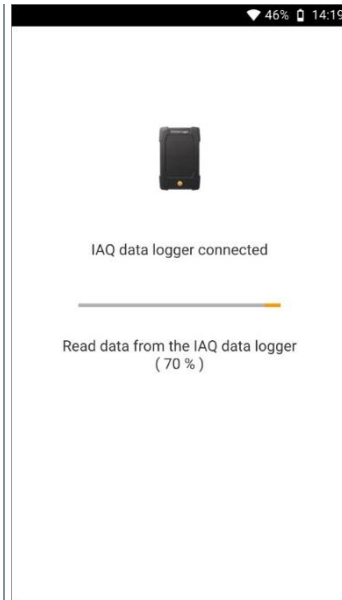 46% 14:19
IAQ data logger connected
Read data from the IAQ data logger
( 70 % )